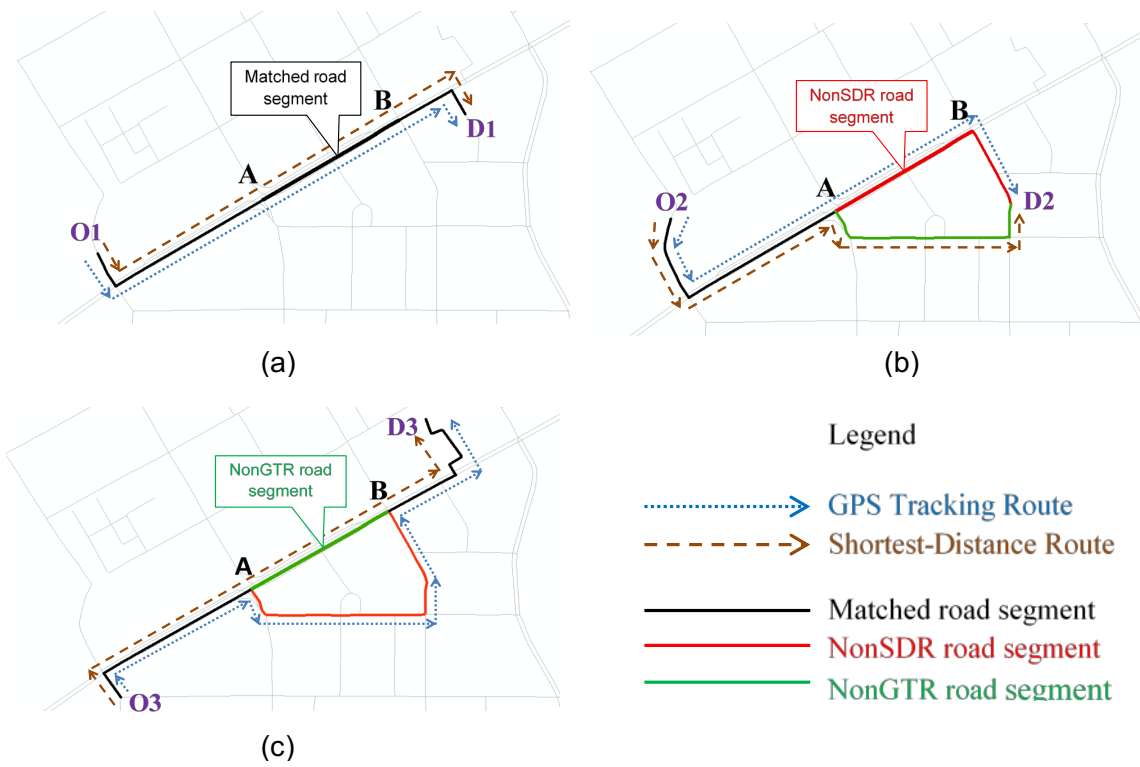 Matched road
segment
B
A
D1
O1
(a)
NonSDR road
segment
B
A
O2
D2
(b)
D3
NonGTR road
segment
B
A
O3
(c)
Legend
GPS Tracking Route
Shortest-Distance Route
Matched road segment
NonSDR road segment
NonGTR road segment